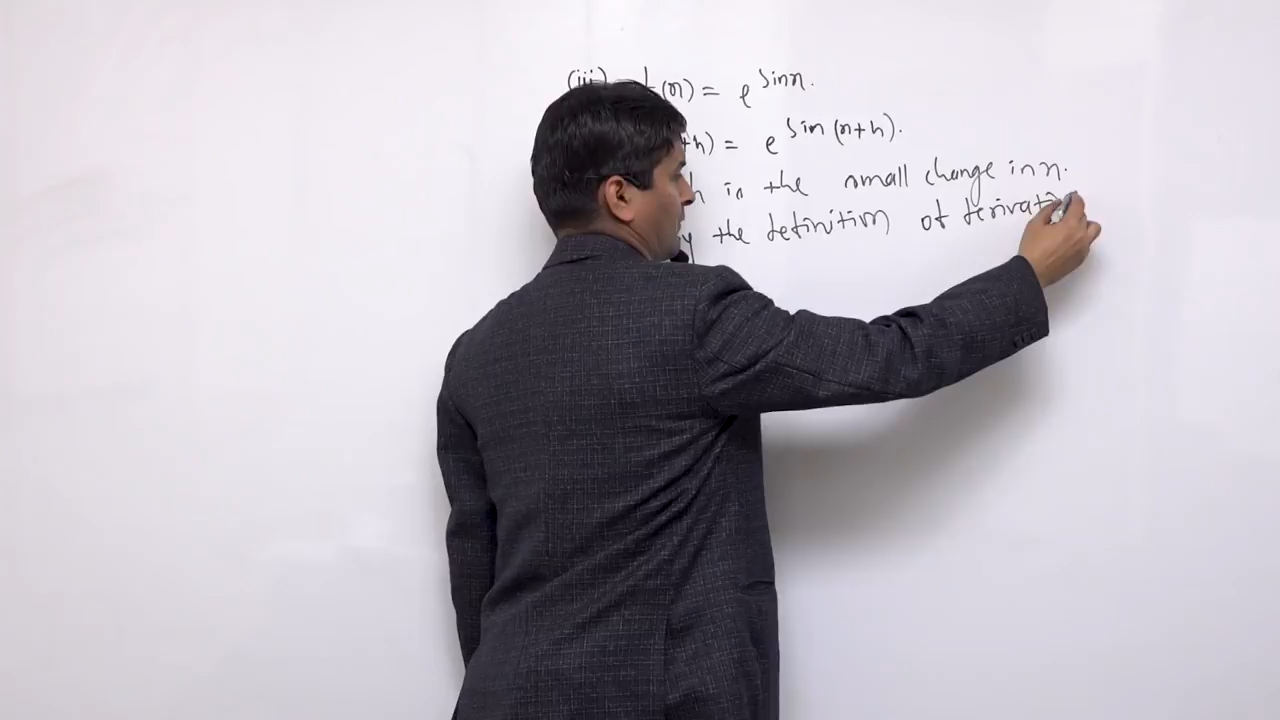 (iii) f(x) = e^sinx.
+h) = e^sin(x+h).
h is the small change in x.
y the definition of derivati